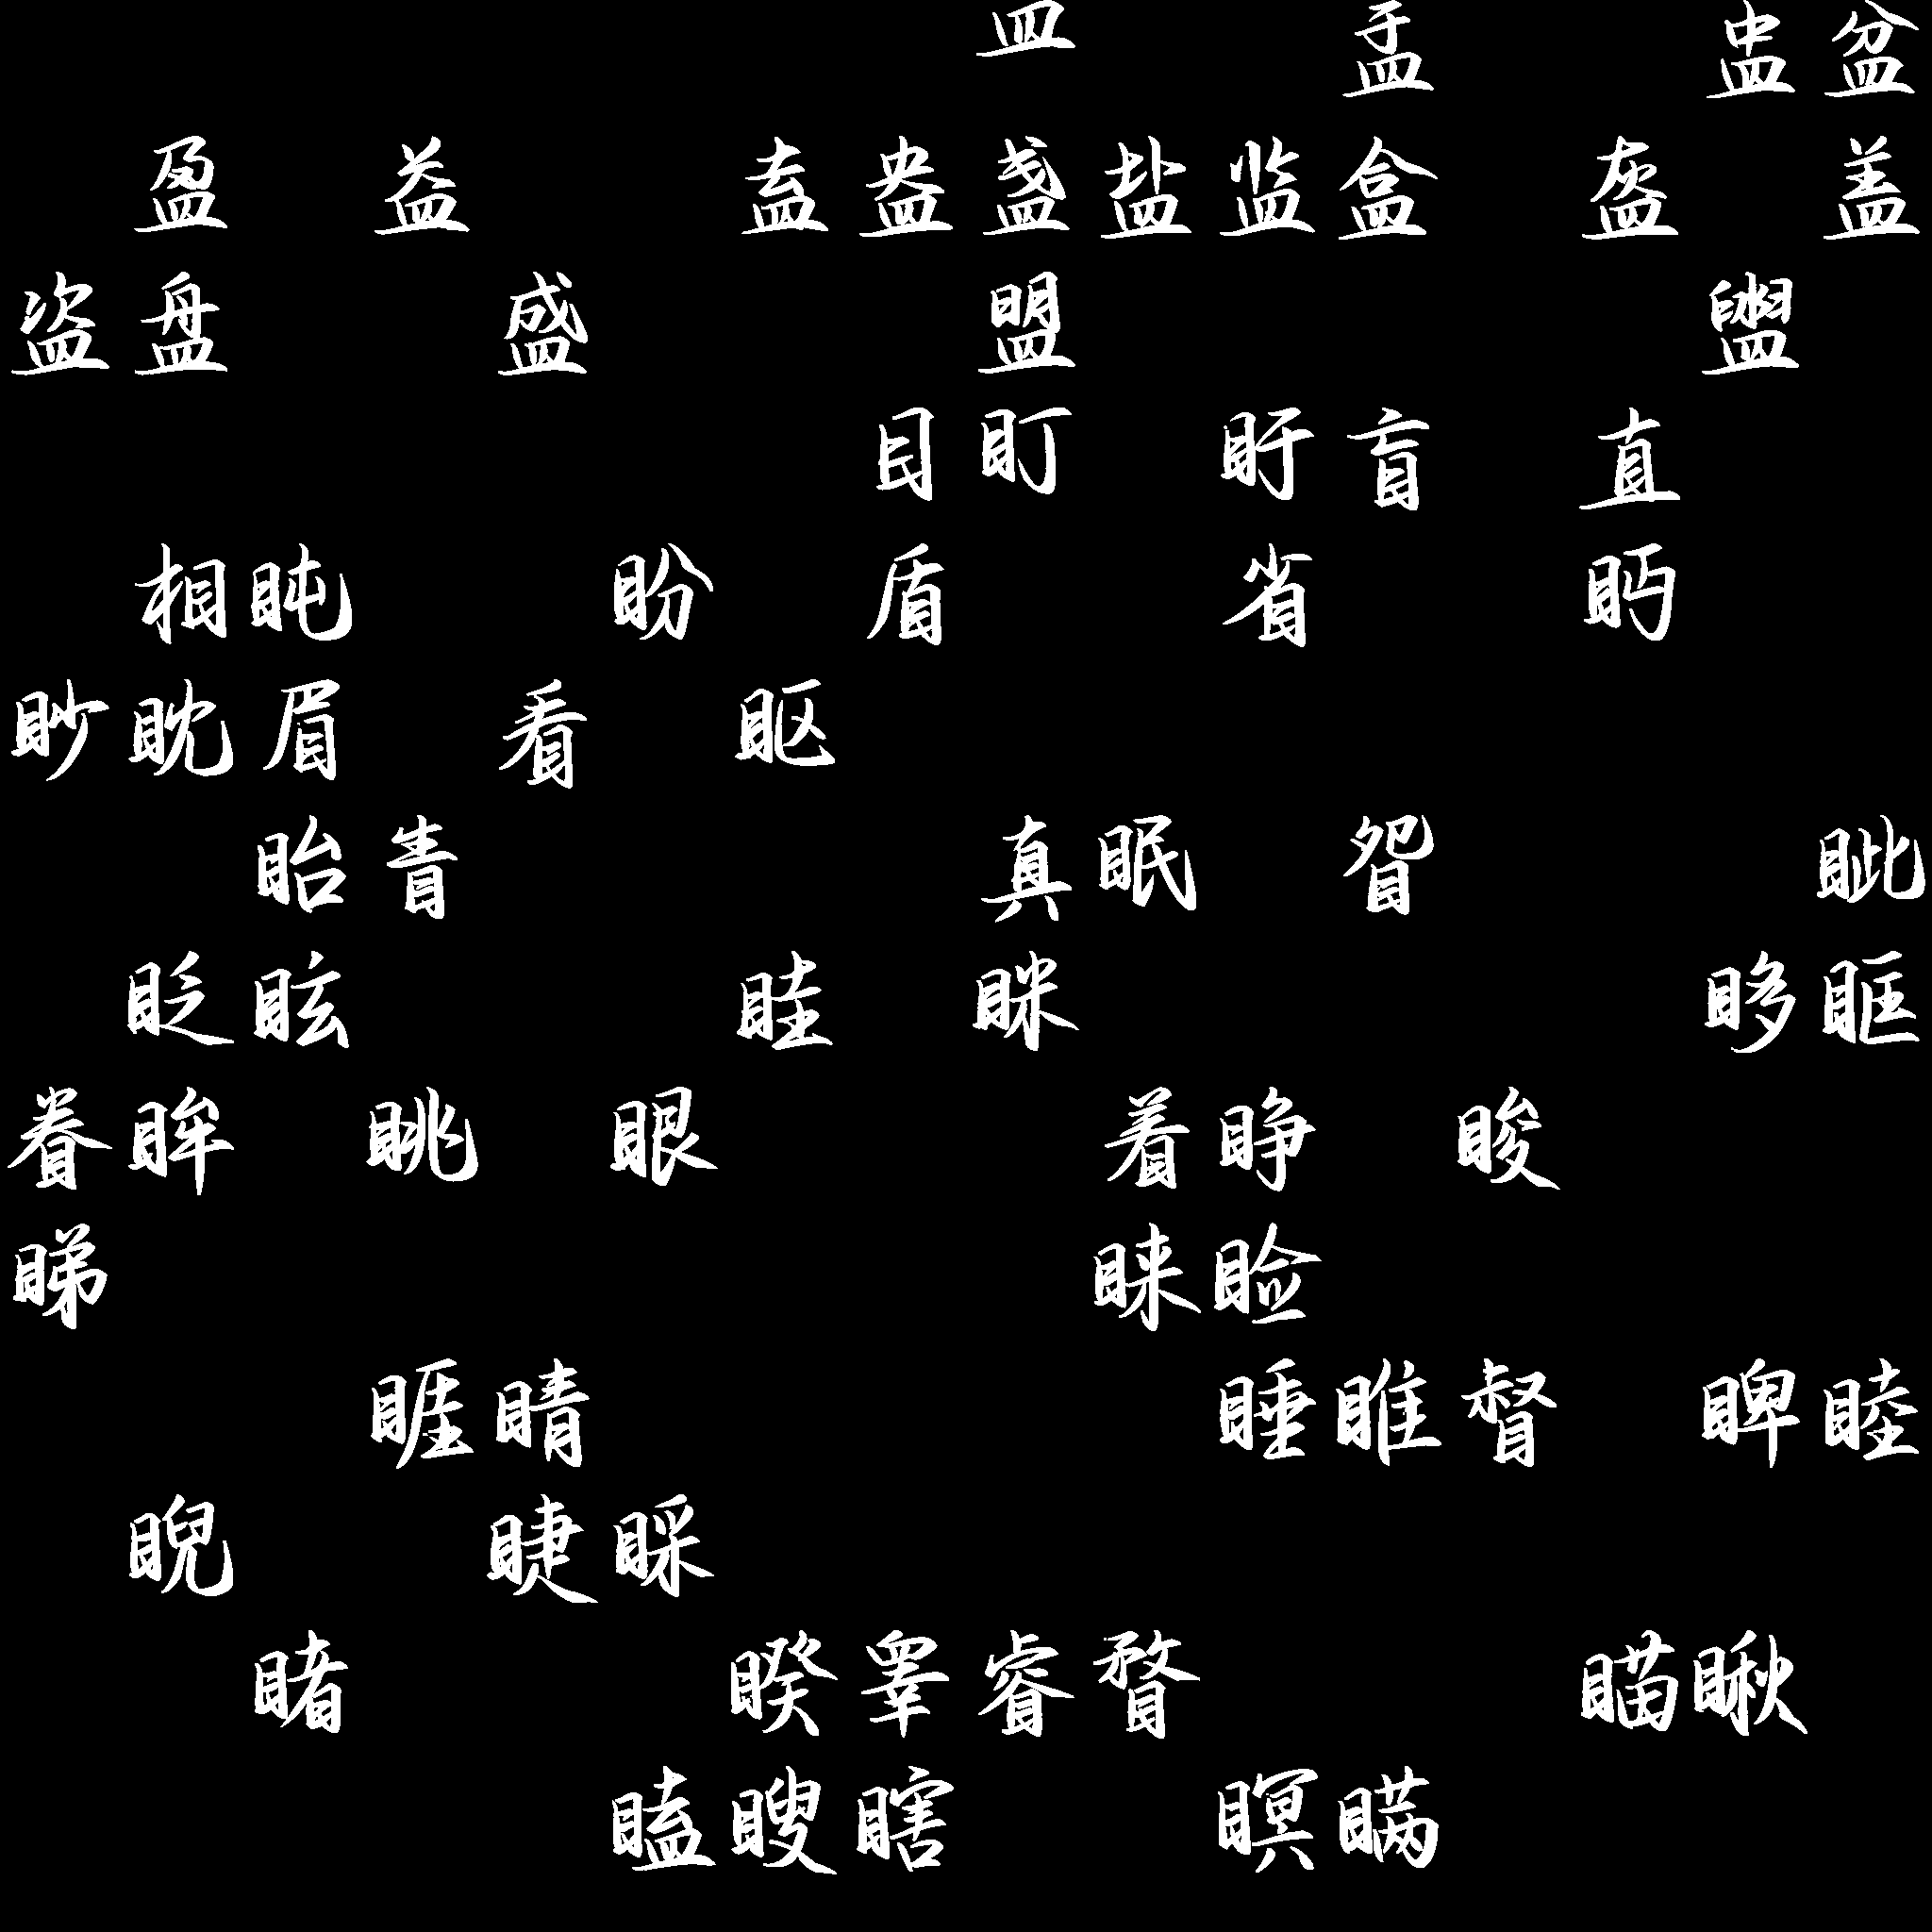 皿 盂 盅 盆
盈 益 盍 盎 盏 盐 监 盒 盔 盖
盗 盘 盛 盟 盥
目 盯 盱 盲 直
相 盹 盼 盾 省 眄
眇 眈 眉 看 眍
眙 眚 真 眠 眢 眦
眨 眩 眭 眯 眵 眶
眷 眸 眺 眼 着 睁 睃
睇 睐 睑
睚 睛 睡 睢 督 睥 睦
睨 睫 睬
睹 睽 睾 睿 瞀 瞄 瞅
瞌 瞍 瞎 瞑 瞒